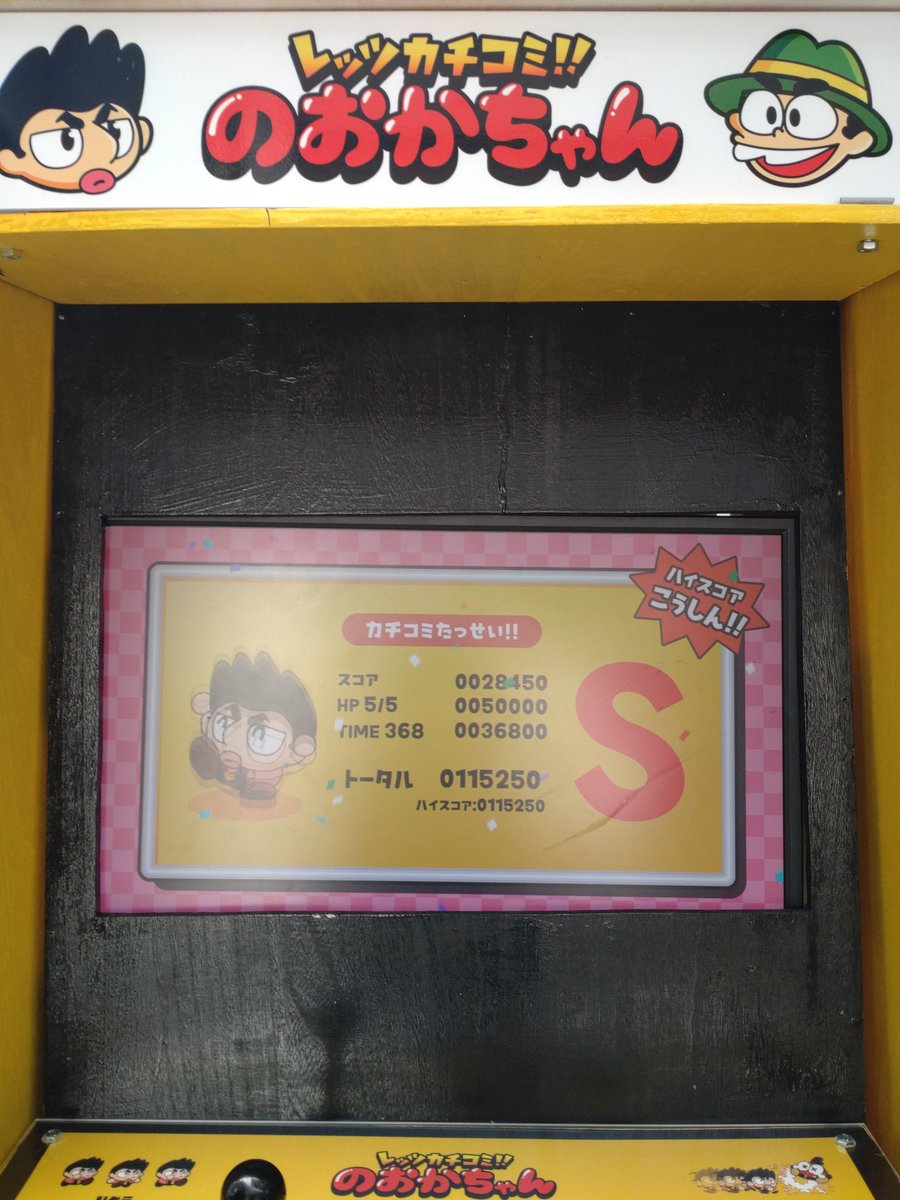 レッツカチコミ!!
のおかちゃん
ハイスコア
こうしん!!
カチコミたっせい!!
スコア 0028450
HP 5/5 0050000
TIME 368 0036800
S
トータル 0115250
ハイスコア:0115250
レッツカチコミ!!
のおかちゃん